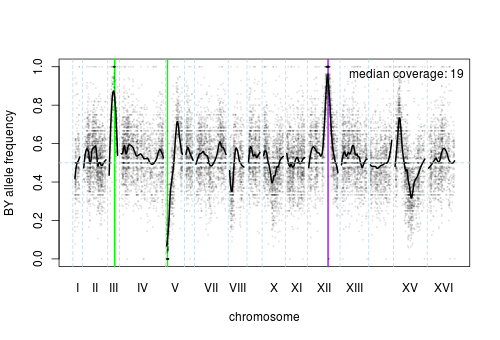 median coverage: 19
BY allele frequency
1.0
0.8
0.6
0.4
0.2
0.0
I II III IV V VII VIII X XI XII XIII XV XVI
chromosome